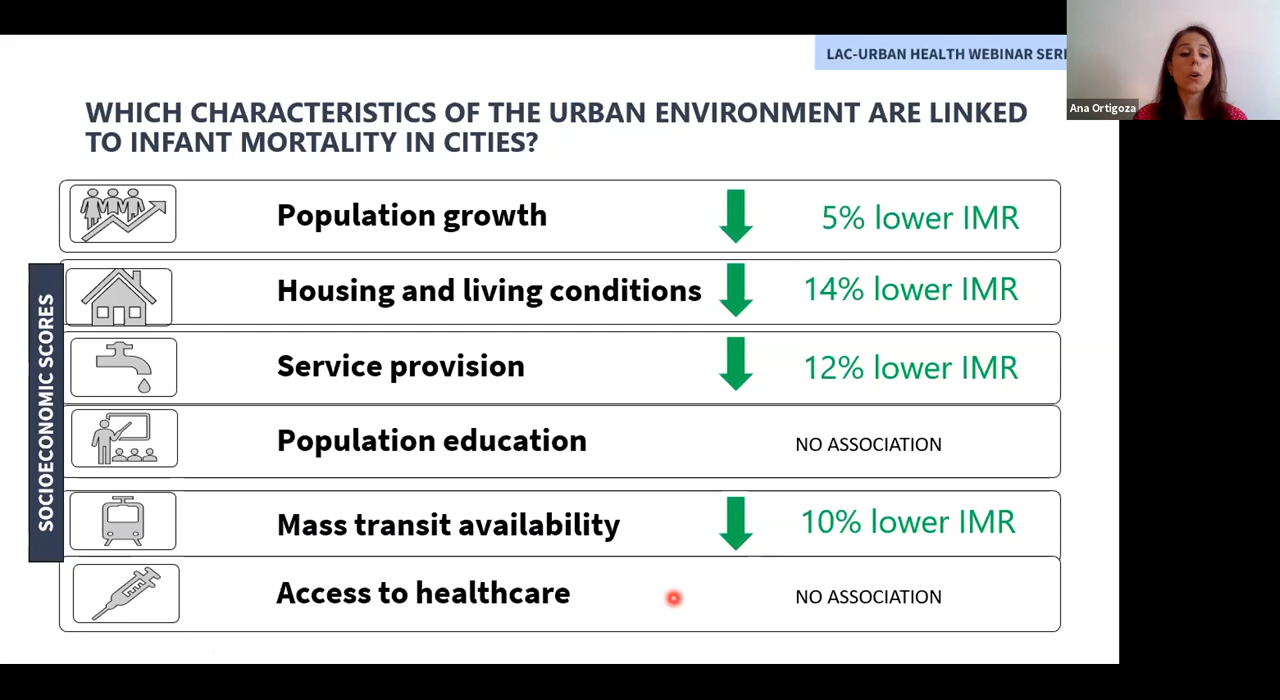 LAC-URBAN HEALTH WEBINAR SERI
Ana Ortigoza
WHICH CHARACTERISTICS OF THE URBAN ENVIRONMENT ARE LINKED
TO INFANT MORTALITY IN CITIES?
Population growth
5% lower IMR
SOCIOECONOMIC SCORES
Housing and living conditions
14% lower IMR
Service provision
12% lower IMR
Population education
NO ASSOCIATION
Mass transit availability
10% lower IMR
Access to healthcare
NO ASSOCIATION